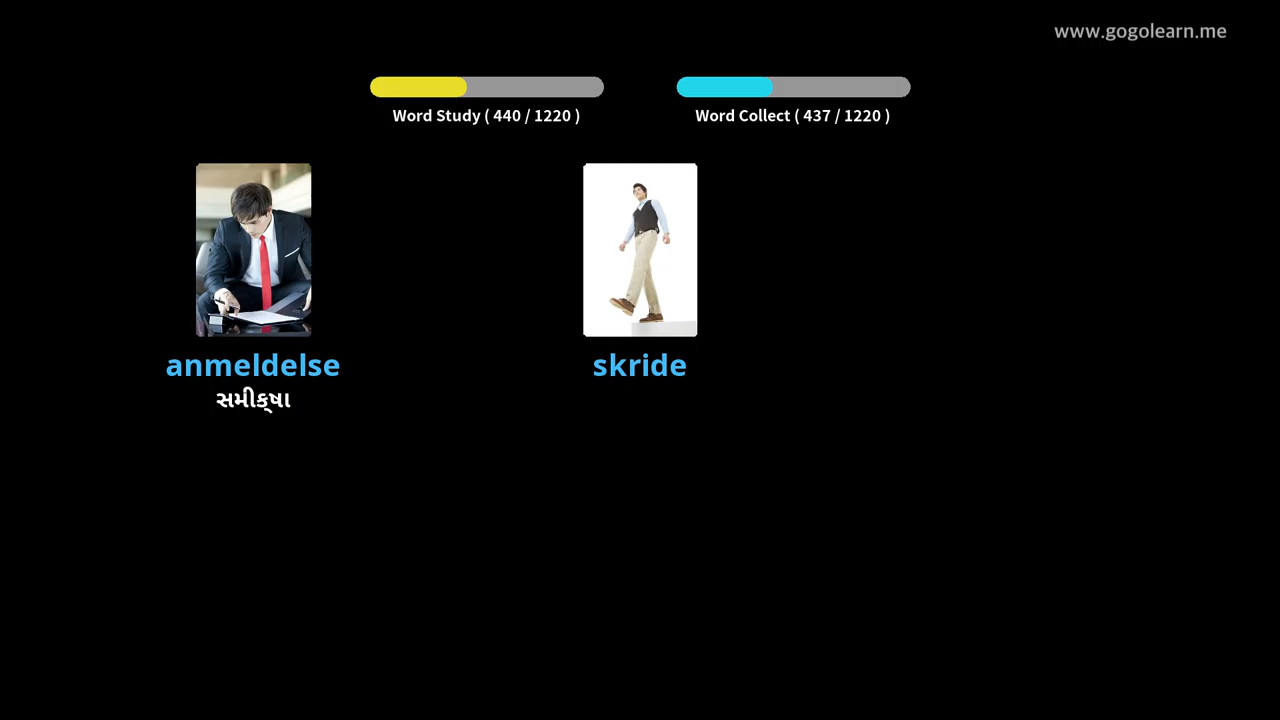 www.gogolearn.me
Word Study ( 440 / 1220 )
Word Collect ( 437 / 1220 )
anmeldelse
skride
સમીક્ષા